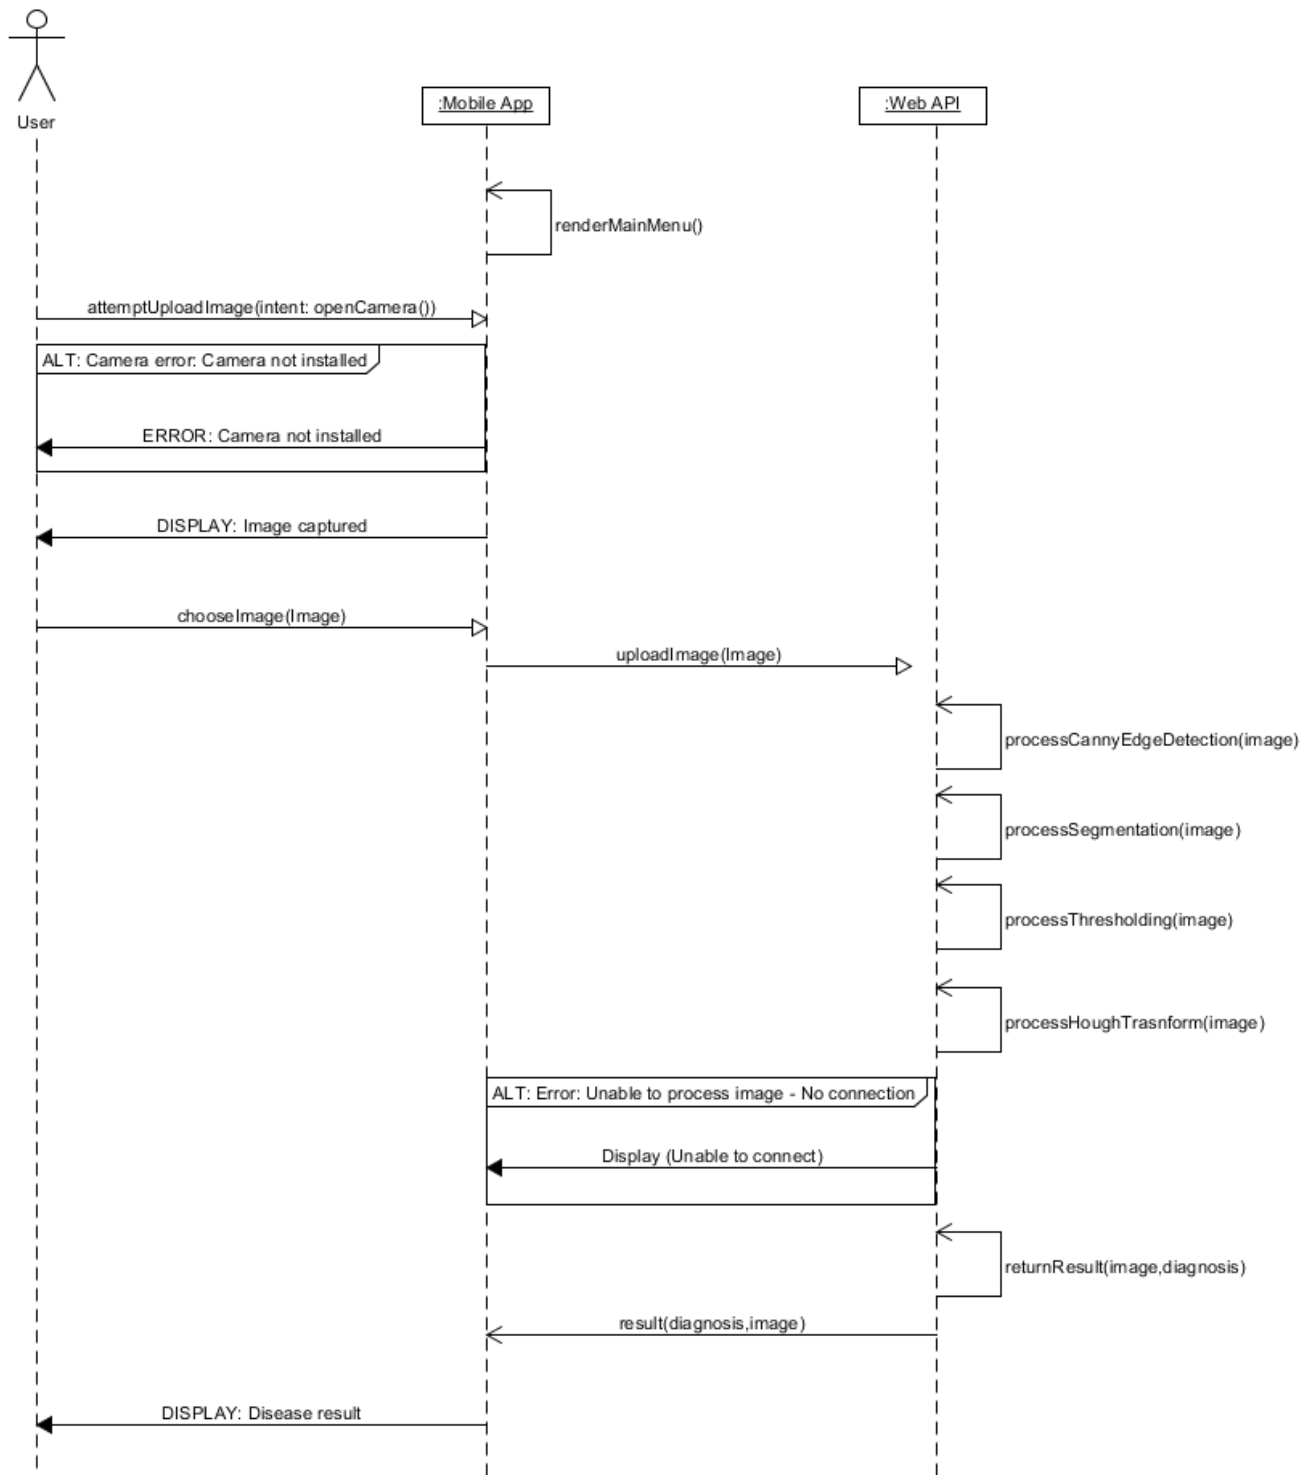 User
:Mobile App
:Web API
renderMainMenu()
attemptUploadImage(intent: openCamera())
ALT: Camera error: Camera not installed
ERROR: Camera not installed
DISPLAY: Image captured
chooseImage(Image)
uploadImage(Image)
processCannyEdgeDetection(image)
processSegmentation(image)
processThresholding(image)
processHoughTrasnform(image)
ALT: Error: Unable to process image - No connection
Display (Unable to connect)
returnResult(image,diagnosis)
result(diagnosis,image)
DISPLAY: Disease result